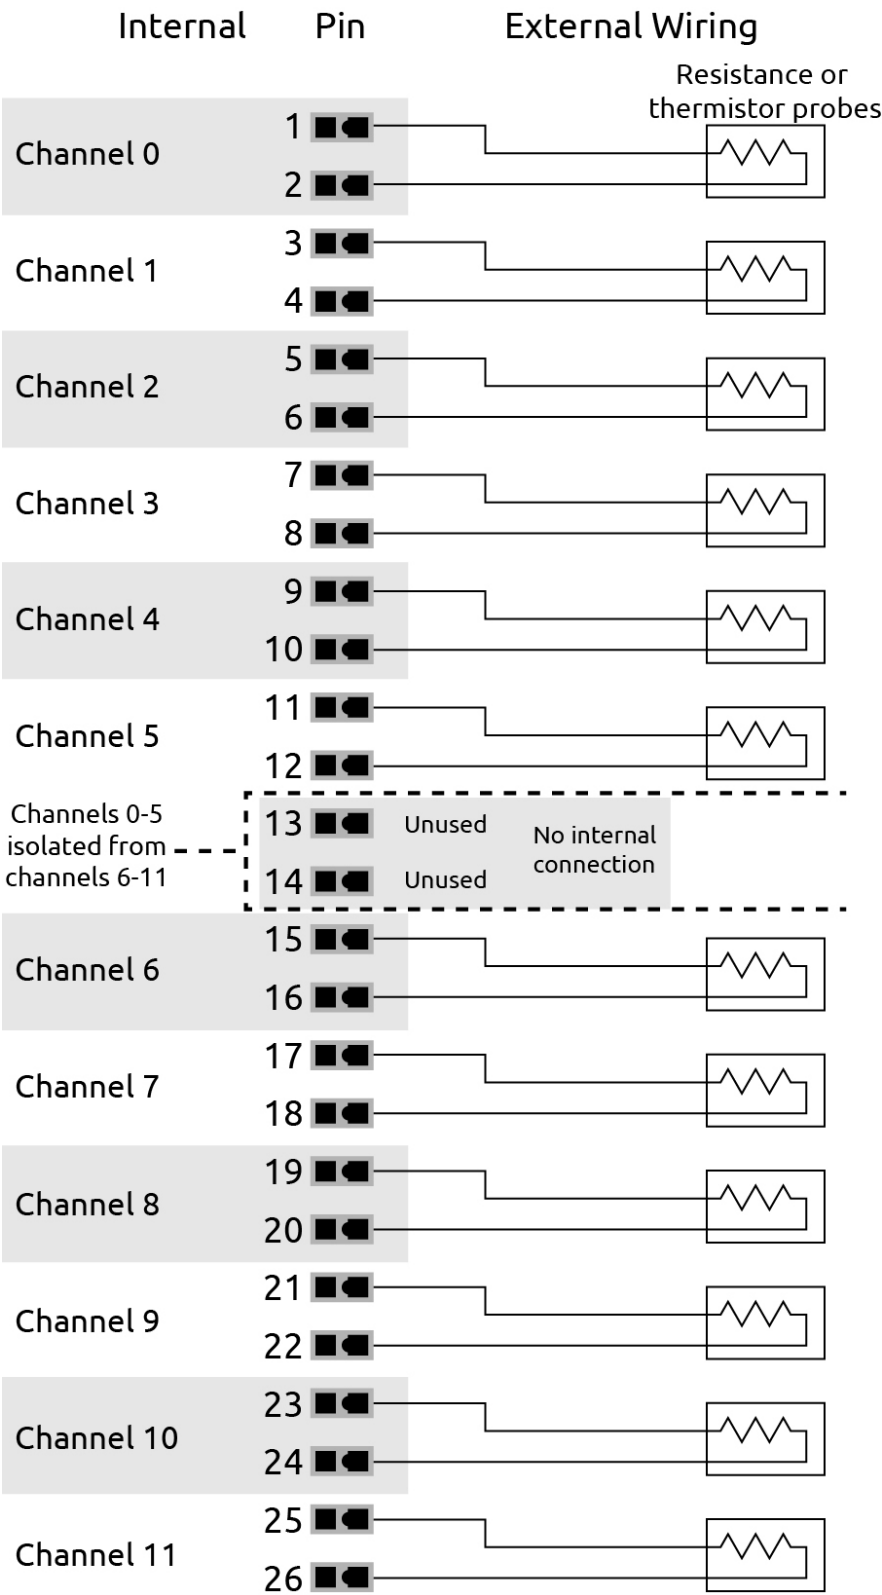 Internal Pin External Wiring
Resistance or
thermistor probes
Channel 0
1
2
Channel 1
3
4
Channel 2
5
6
Channel 3
7
8
Channel 4
9
10
Channel 5
11
12
Channels 0-5
isolated from
channels 6-11
13 Unused
14 Unused
No internal
connection
Channel 6
15
16
Channel 7
17
18
Channel 8
19
20
Channel 9
21
22
Channel 10
23
24
Channel 11
25
26